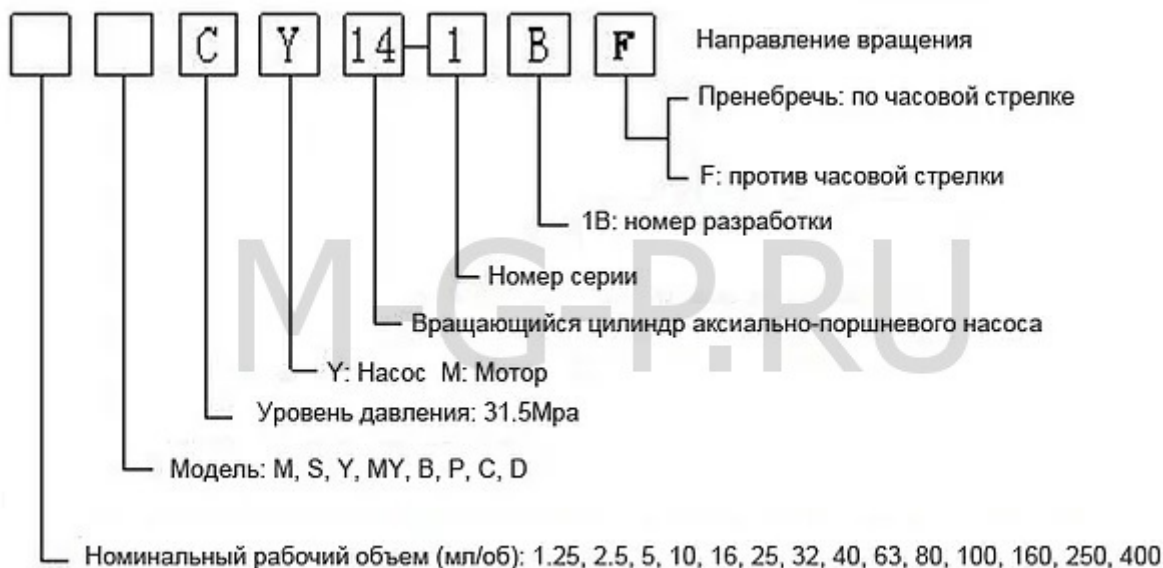 C Y 14-1 B F Направление вращения
Пренебречь: по часовой стрелке
F: против часовой стрелки
1B: номер разработки
Номер серии
Вращающийся цилиндр аксиально-поршневого насоса
Y: Насос M: Мотор
Уровень давления: 31.5Mpa
Модель: M, S, Y, MY, B, P, C, D
Номинальный рабочий объем (мл/об): 1.25, 2.5, 5, 10, 16, 25, 32, 40, 63, 80, 100, 160, 250, 400
M-G-P.RU